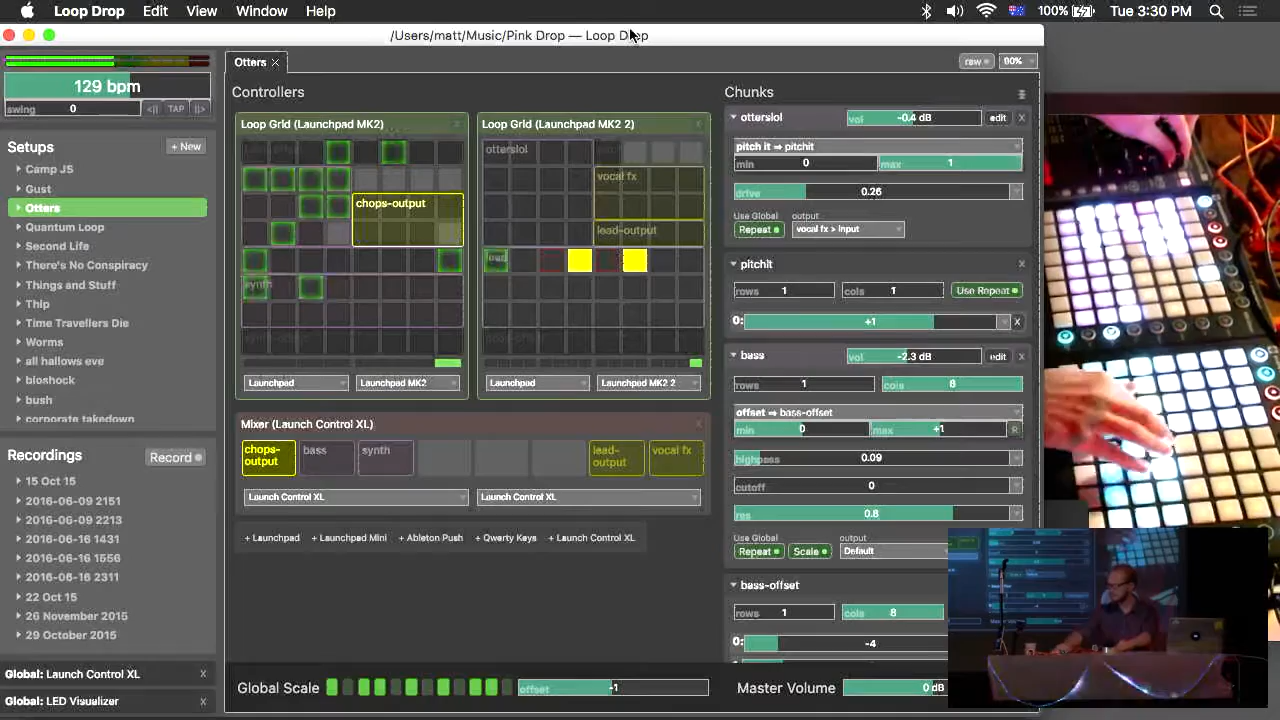 Loop Drop Edit View Window Help
100% Tue 3:30 PM
/Users/matt/Music/Pink Drop — Loop Drop
129 bpm
swing 0 TAP
Setups + New
Camp JS
Gust
Otters
Quantum Loop
Second Life
There's No Conspiracy
Things and Stuff
Thip
Time Travellers Die
Worms
all hallows eve
bioshock
bush
corporate takedown
Recordings Record
15 Oct 15
2016-06-09 2151
2016-06-09 2213
2016-06-16 1431
2016-06-16 1556
2016-06-16 2311
22 Oct 15
26 November 2015
29 October 2015
Global: Launch Control XL X
Global: LED Visualizer X
Otters
raw 90%
Controllers
Loop Grid (Launchpad MK2)
chops-output
synth
Launchpad Launchpad MK2
Loop Grid (Launchpad MK2 2)
otterslol
vocal fx
lead-output
Launchpad Launchpad MK2 2
Mixer (Launch Control XL)
chops-output bass synth lead-output vocal fx
Launch Control XL Launch Control XL
+ Launchpad + Launchpad Mini + Ableton Push + Qwerty Keys + Launch Control XL
Chunks
otterslol vol -0.4 dB edit X
pitch it ⇒ pitchit
min 0 max 1
drive 0.26
Use Global output
Repeat vocal fx > input
pitchit X
rows 1 cols 1 Use Repeat
0: +1 X
bass vol -2.3 dB edit X
rows 1 cols 8
offset ⇒ bass-offset
min 0 max +1 R
highpass 0.09
cutoff 0
res 0.8
Use Global output
Repeat Scale Default
bass-offset
rows 1 cols 8
0: -4
Global Scale offset -1 Master Volume 0 dB